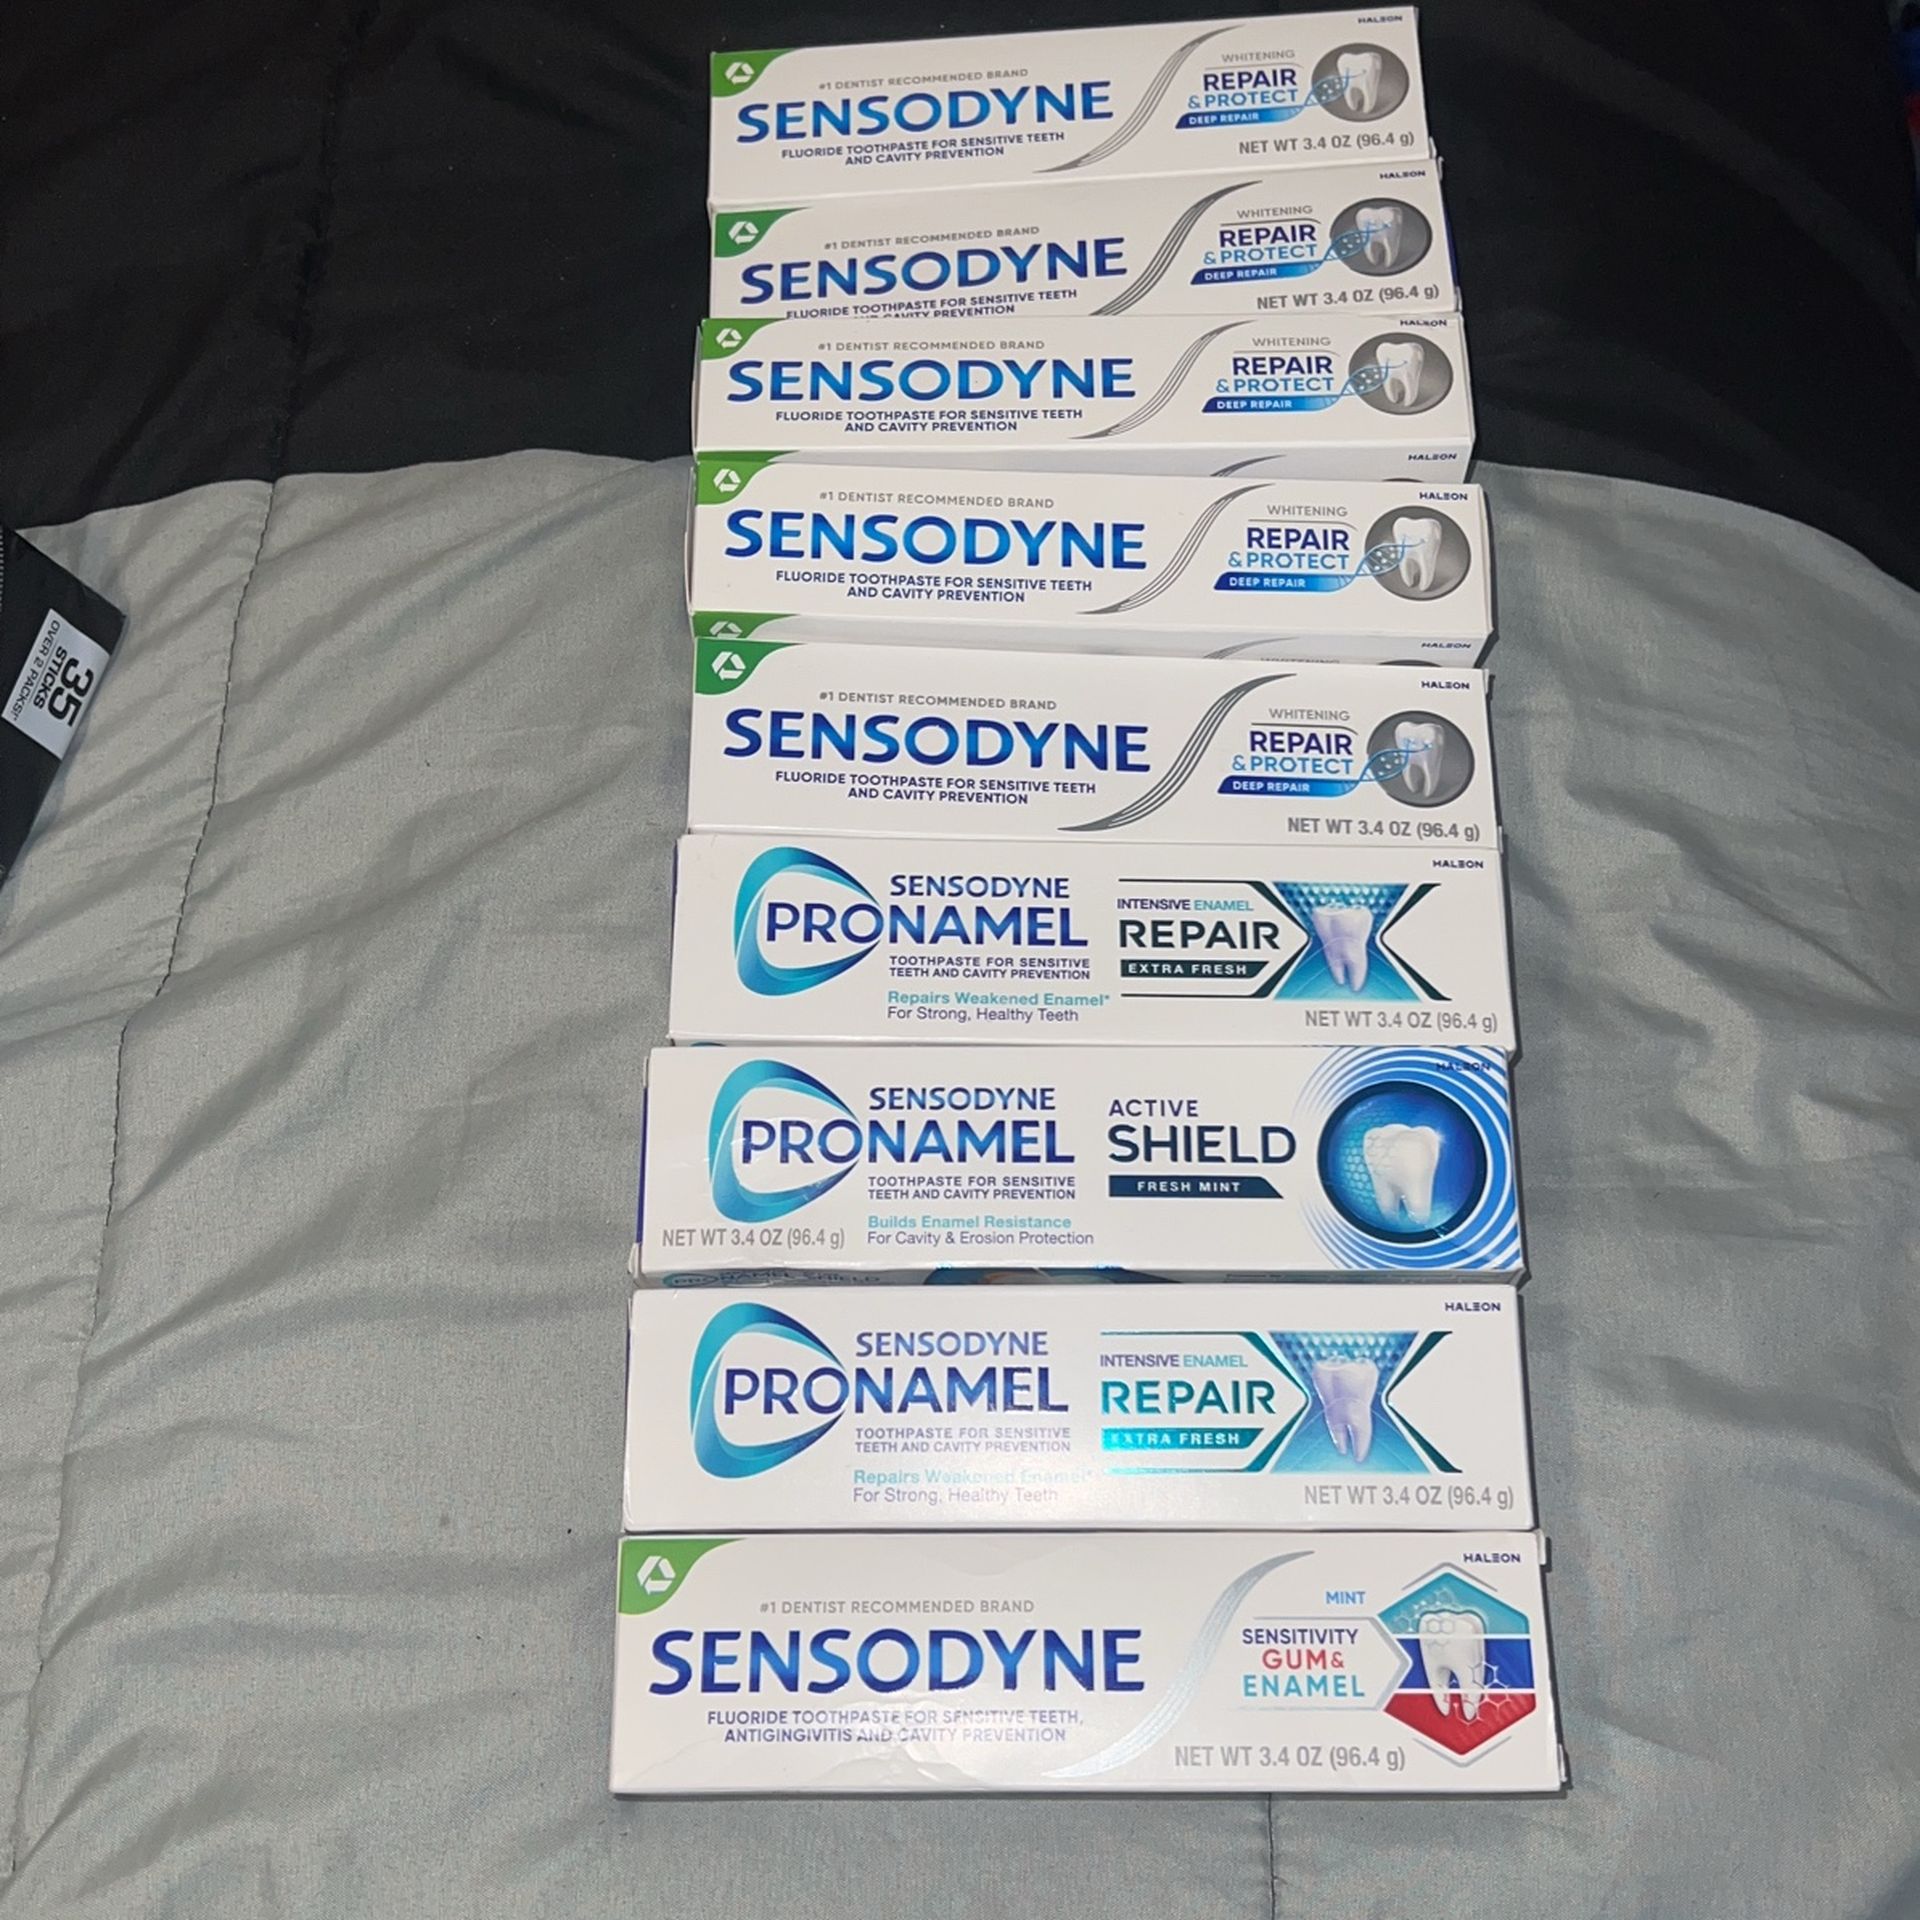 HALEON
#1 DENTIST RECOMMENDED BRAND
SENSODYNE
FLUORIDE TOOTHPASTE FOR SENSITIVE TEETH
AND CAVITY PREVENTION
WHITENING
REPAIR
& PROTECT
DEEP REPAIR
NET WT 3.4 OZ (96.4 g)
HALEON
#1 DENTIST RECOMMENDED BRAND
SENSODYNE
FLUORIDE TOOTHPASTE FOR SENSITIVE TEETH
AND CAVITY PREVENTION
WHITENING
REPAIR
& PROTECT
DEEP REPAIR
NET WT 3.4 OZ (96.4 g)
HALEON
#1 DENTIST RECOMMENDED BRAND
SENSODYNE
FLUORIDE TOOTHPASTE FOR SENSITIVE TEETH
AND CAVITY PREVENTION
WHITENING
REPAIR
& PROTECT
DEEP REPAIR
HALEON
HALEON
#1 DENTIST RECOMMENDED BRAND
SENSODYNE
FLUORIDE TOOTHPASTE FOR SENSITIVE TEETH
AND CAVITY PREVENTION
WHITENING
REPAIR
& PROTECT
DEEP REPAIR
HALEON
WHITENING
HALEON
#1 DENTIST RECOMMENDED BRAND
SENSODYNE
FLUORIDE TOOTHPASTE FOR SENSITIVE TEETH
AND CAVITY PREVENTION
WHITENING
REPAIR
& PROTECT
DEEP REPAIR
NET WT 3.4 OZ (96.4 g)
HALEON
SENSODYNE
PRONAMEL
TOOTHPASTE FOR SENSITIVE
TEETH AND CAVITY PREVENTION
Repairs Weakened Enamel*
For Strong, Healthy Teeth
INTENSIVE ENAMEL
REPAIR
EXTRA FRESH
NET WT 3.4 OZ (96.4 g)
HALEON
SENSODYNE
PRONAMEL
TOOTHPASTE FOR SENSITIVE
TEETH AND CAVITY PREVENTION
Builds Enamel Resistance
For Cavity & Erosion Protection
NET WT 3.4 OZ (96.4 g)
ACTIVE
SHIELD
FRESH MINT
HALEON
SENSODYNE
PRONAMEL
TOOTHPASTE FOR SENSITIVE
TEETH AND CAVITY PREVENTION
Repairs Weakened Enamel*
For Strong, Healthy Teeth
INTENSIVE ENAMEL
REPAIR
EXTRA FRESH
NET WT 3.4 OZ (96.4 g)
HALEON
#1 DENTIST RECOMMENDED BRAND
SENSODYNE
FLUORIDE TOOTHPASTE FOR SENSITIVE TEETH,
ANTIGINGIVITIS AND CAVITY PREVENTION
MINT
SENSITIVITY
GUM &
ENAMEL
NET WT 3.4 OZ (96.4 g)
35
STICKS
OVER 2 PACKS!